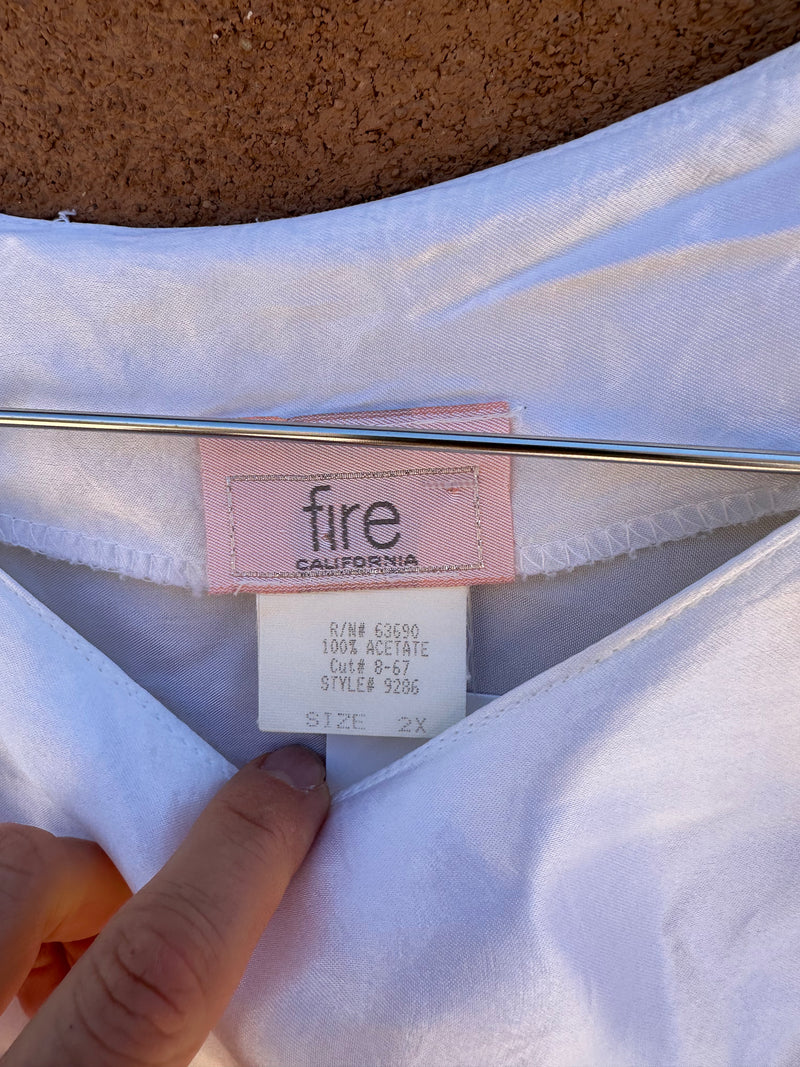 fire
CALIFORNIA
R/N# 63690
100% ACETATE
Cut# 8-67
STYLE# 9286
SIZE 2X